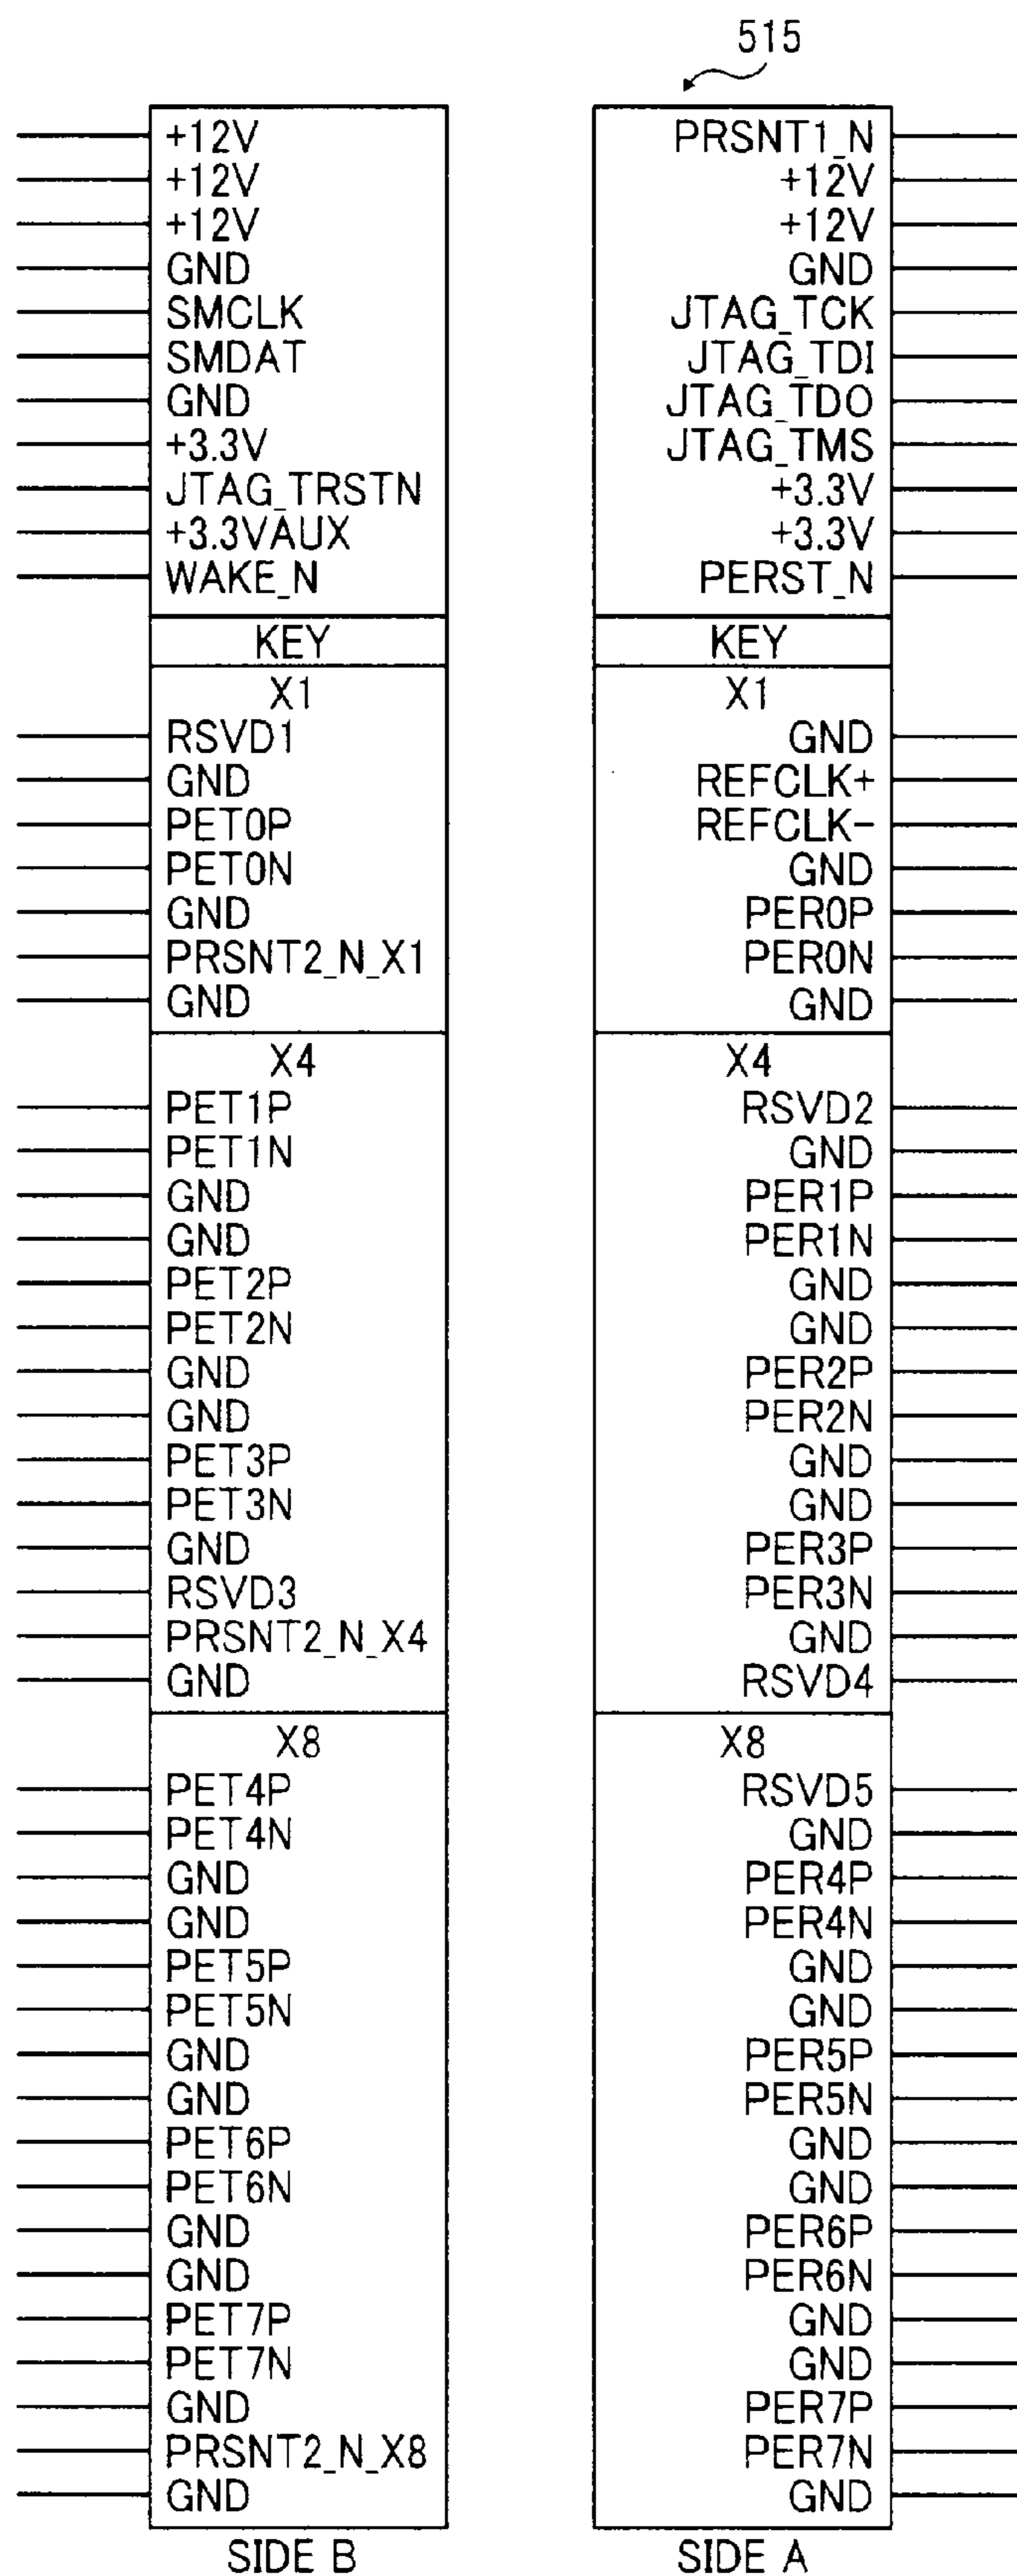 515
+12V
+12V
+12V
GND
SMCLK
SMDAT
GND
+3.3V
JTAG_TRSTN
+3.3VAUX
WAKE_N
KEY
X1
RSVD1
GND
PET0P
PET0N
GND
PRSNT2_N_X1
GND
X4
PET1P
PET1N
GND
GND
PET2P
PET2N
GND
GND
PET3P
PET3N
GND
RSVD3
PRSNT2_N_X4
GND
X8
PET4P
PET4N
GND
GND
PET5P
PET5N
GND
GND
PET6P
PET6N
GND
GND
PET7P
PET7N
GND
PRSNT2_N_X8
GND
SIDE B
PRSNT1_N
+12V
+12V
GND
JTAG_TCK
JTAG_TDI
JTAG_TDO
JTAG_TMS
+3.3V
+3.3V
PERST_N
KEY
X1
GND
REFCLK+
REFCLK-
GND
PER0P
PER0N
GND
X4
RSVD2
GND
PER1P
PER1N
GND
GND
PER2P
PER2N
GND
GND
PER3P
PER3N
GND
RSVD4
X8
RSVD5
GND
PER4P
PER4N
GND
GND
PER5P
PER5N
GND
GND
PER6P
PER6N
GND
GND
PER7P
PER7N
GND
SIDE A